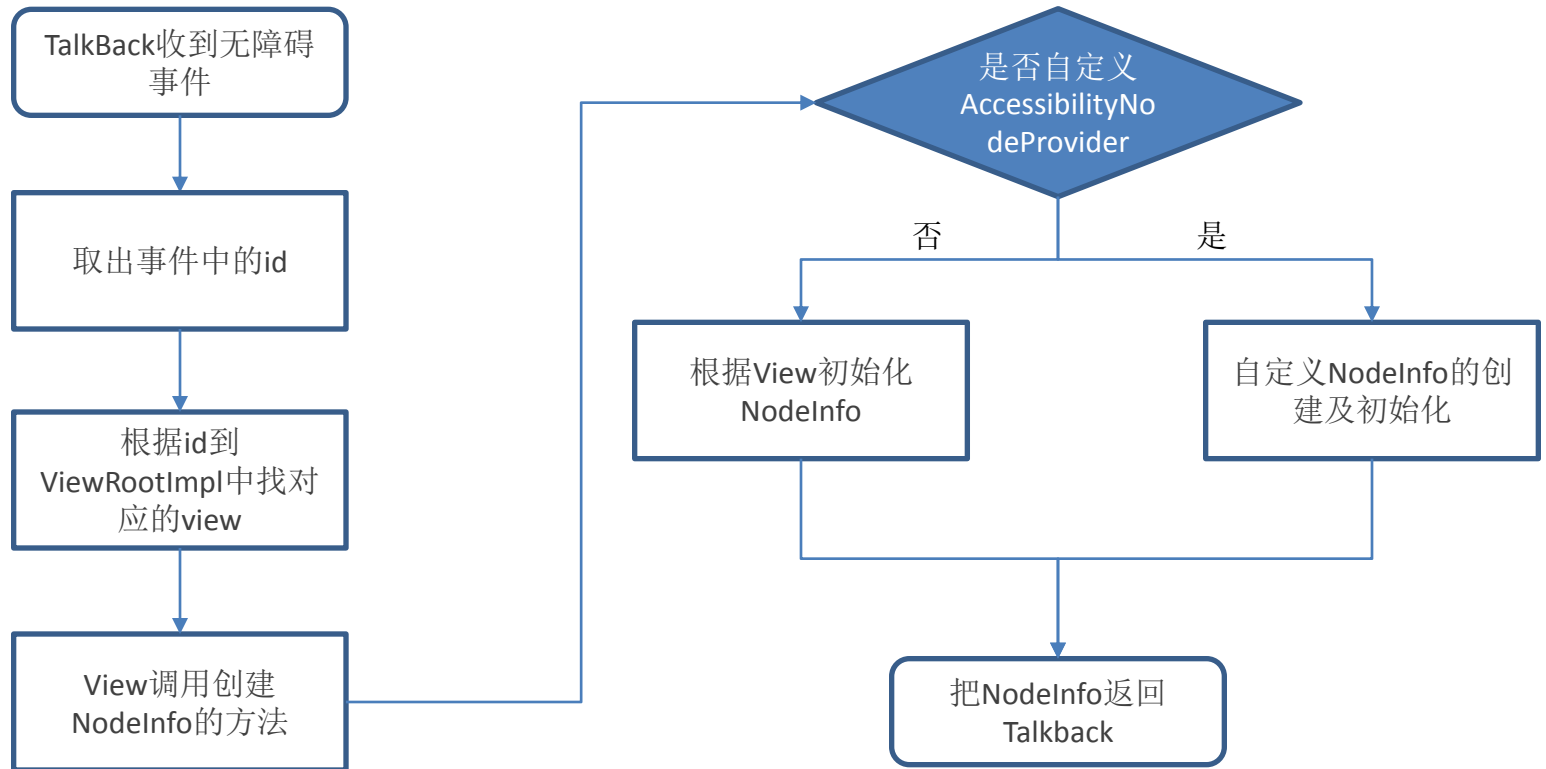 TalkBack收到无障碍
事件
取出事件中的id
根据id到
ViewRootImpl中找对
应的view
View调用创建
NodeInfo的方法
是否自定义
AccessibilityNo
deProvider
否
是
根据View初始化
NodeInfo
自定义NodeInfo的创
建及初始化
把NodeInfo返回
Talkback